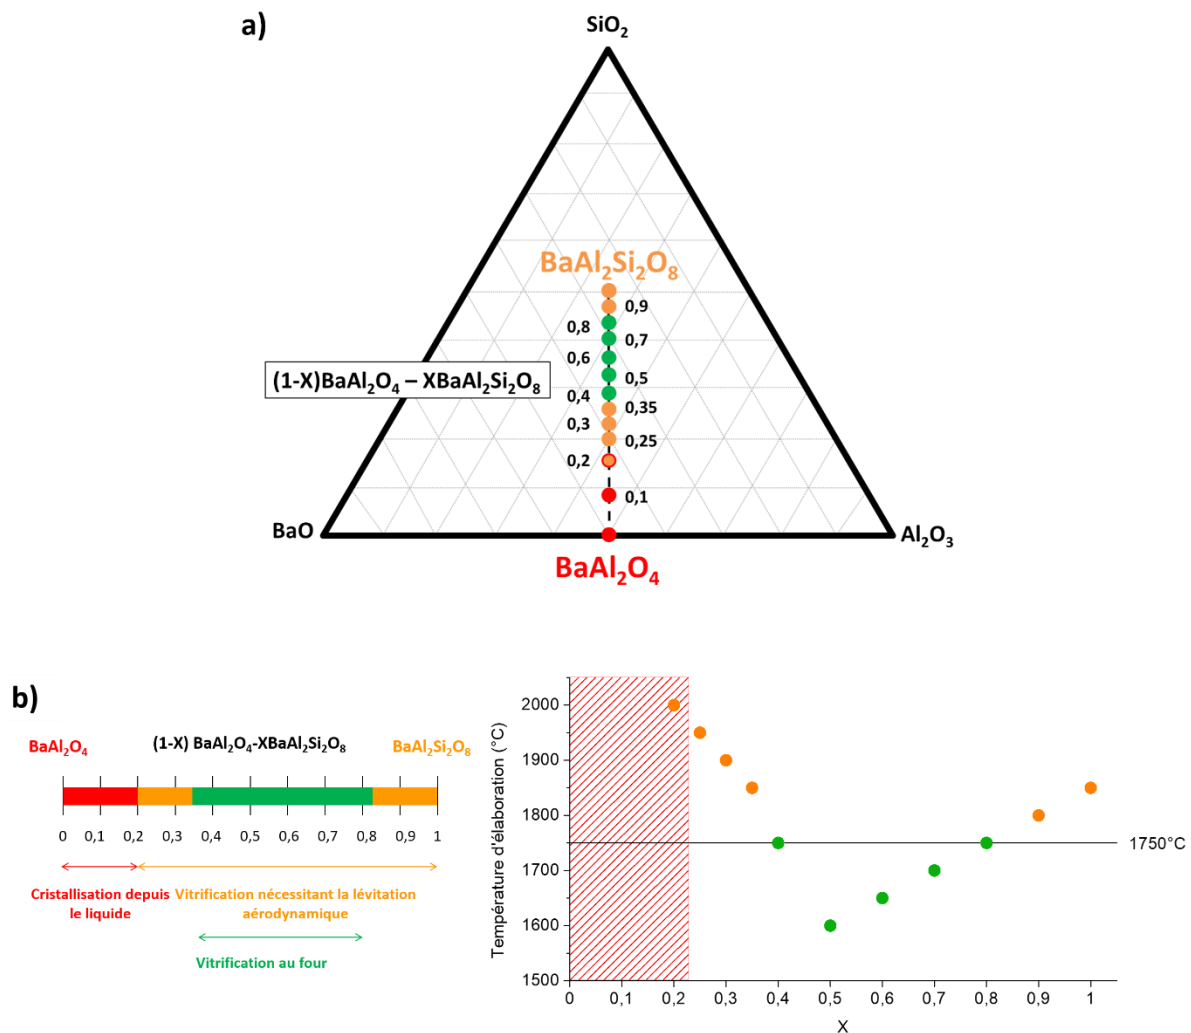 a)
SiO₂
BaAl₂Si₂O₈
0,9
0,8
0,7
0,6
(1-X)BaAl₂O₄ – XBaAl₂Si₂O₈
0,5
0,4
0,35
0,3
0,25
0,2
0,1
BaO
Al₂O₃
BaAl₂O₄
b)
BaAl₂O₄
(1-X) BaAl₂O₄-XBaAl₂Si₂O₈
BaAl₂Si₂O₈
0 0,1 0,2 0,3 0,4 0,5 0,6 0,7 0,8 0,9 1
Cristallisation depuis
le liquide
Vitrification nécessitant la lévitation
aérodynamique
Vitrification au four
Température d'élaboration (°C)
2000
1900
1800
1700
1600
1500
1750°C
0 0,1 0,2 0,3 0,4 0,5 0,6 0,7 0,8 0,9 1
X